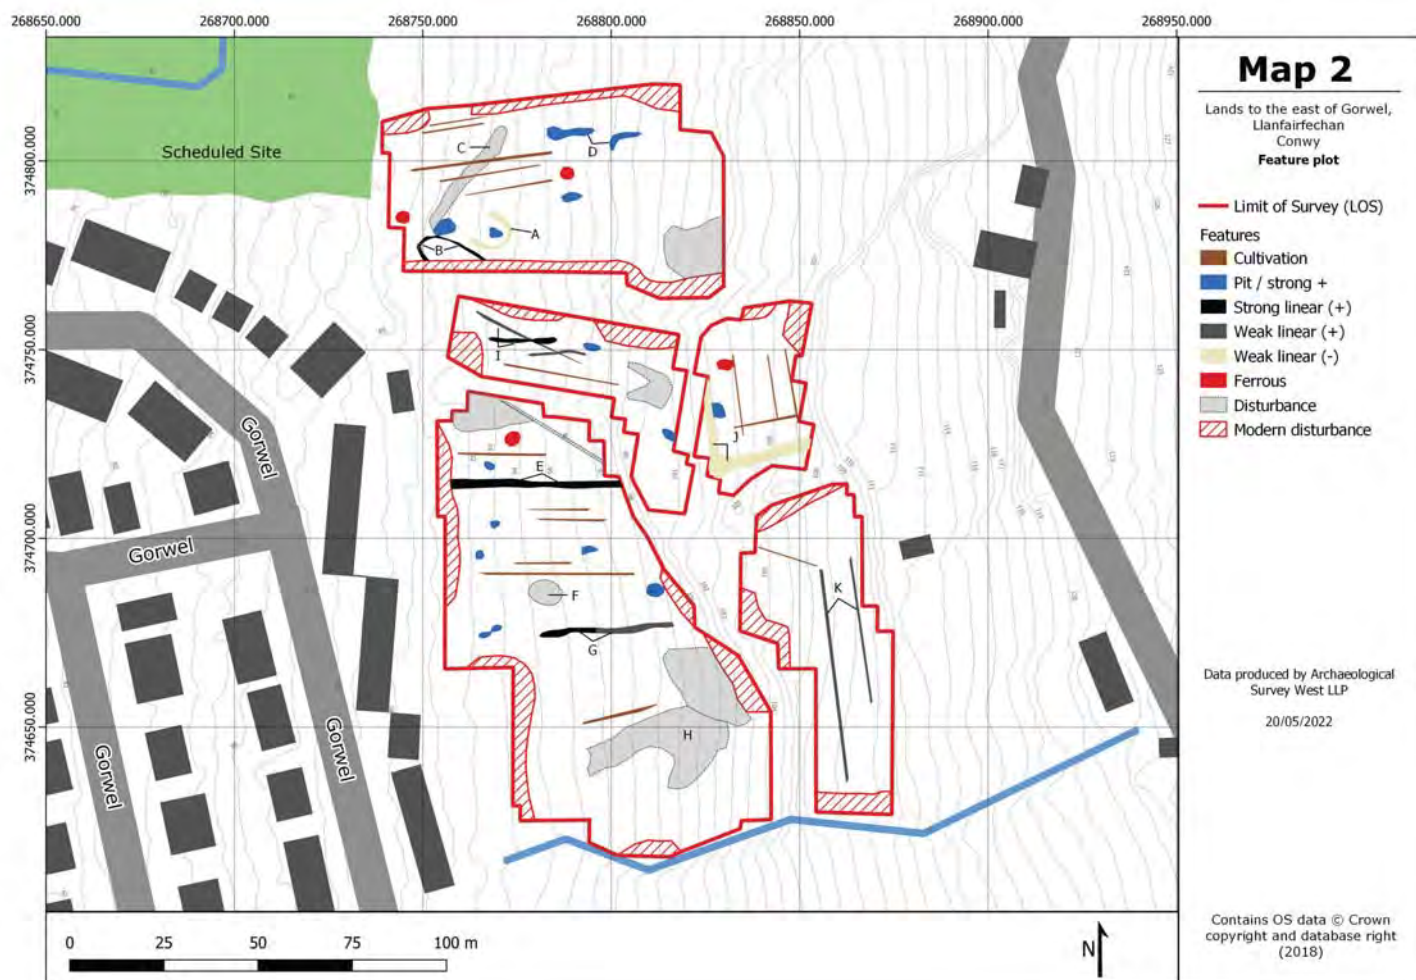 268650.000 268700.000 268750.000 268800.000 268850.000 268900.000 268950.000
374800.000
374750.000
374700.000
374650.000
Scheduled Site
A
B
C
D
E
F
G
H
I
J
K
Gorwel
Gorwel
Gorwel
Gorwel
0 25 50 75 100 m
N
Map 2
Lands to the east of Gorwel,
Llanfairfechan
Conwy
Feature plot
Limit of Survey (LOS)
Features
Cultivation
Pit / strong +
Strong linear (+)
Weak linear (+)
Weak linear (-)
Ferrous
Disturbance
Modern disturbance
Data produced by Archaeological
Survey West LLP
20/05/2022
Contains OS data © Crown
copyright and database right
(2018)